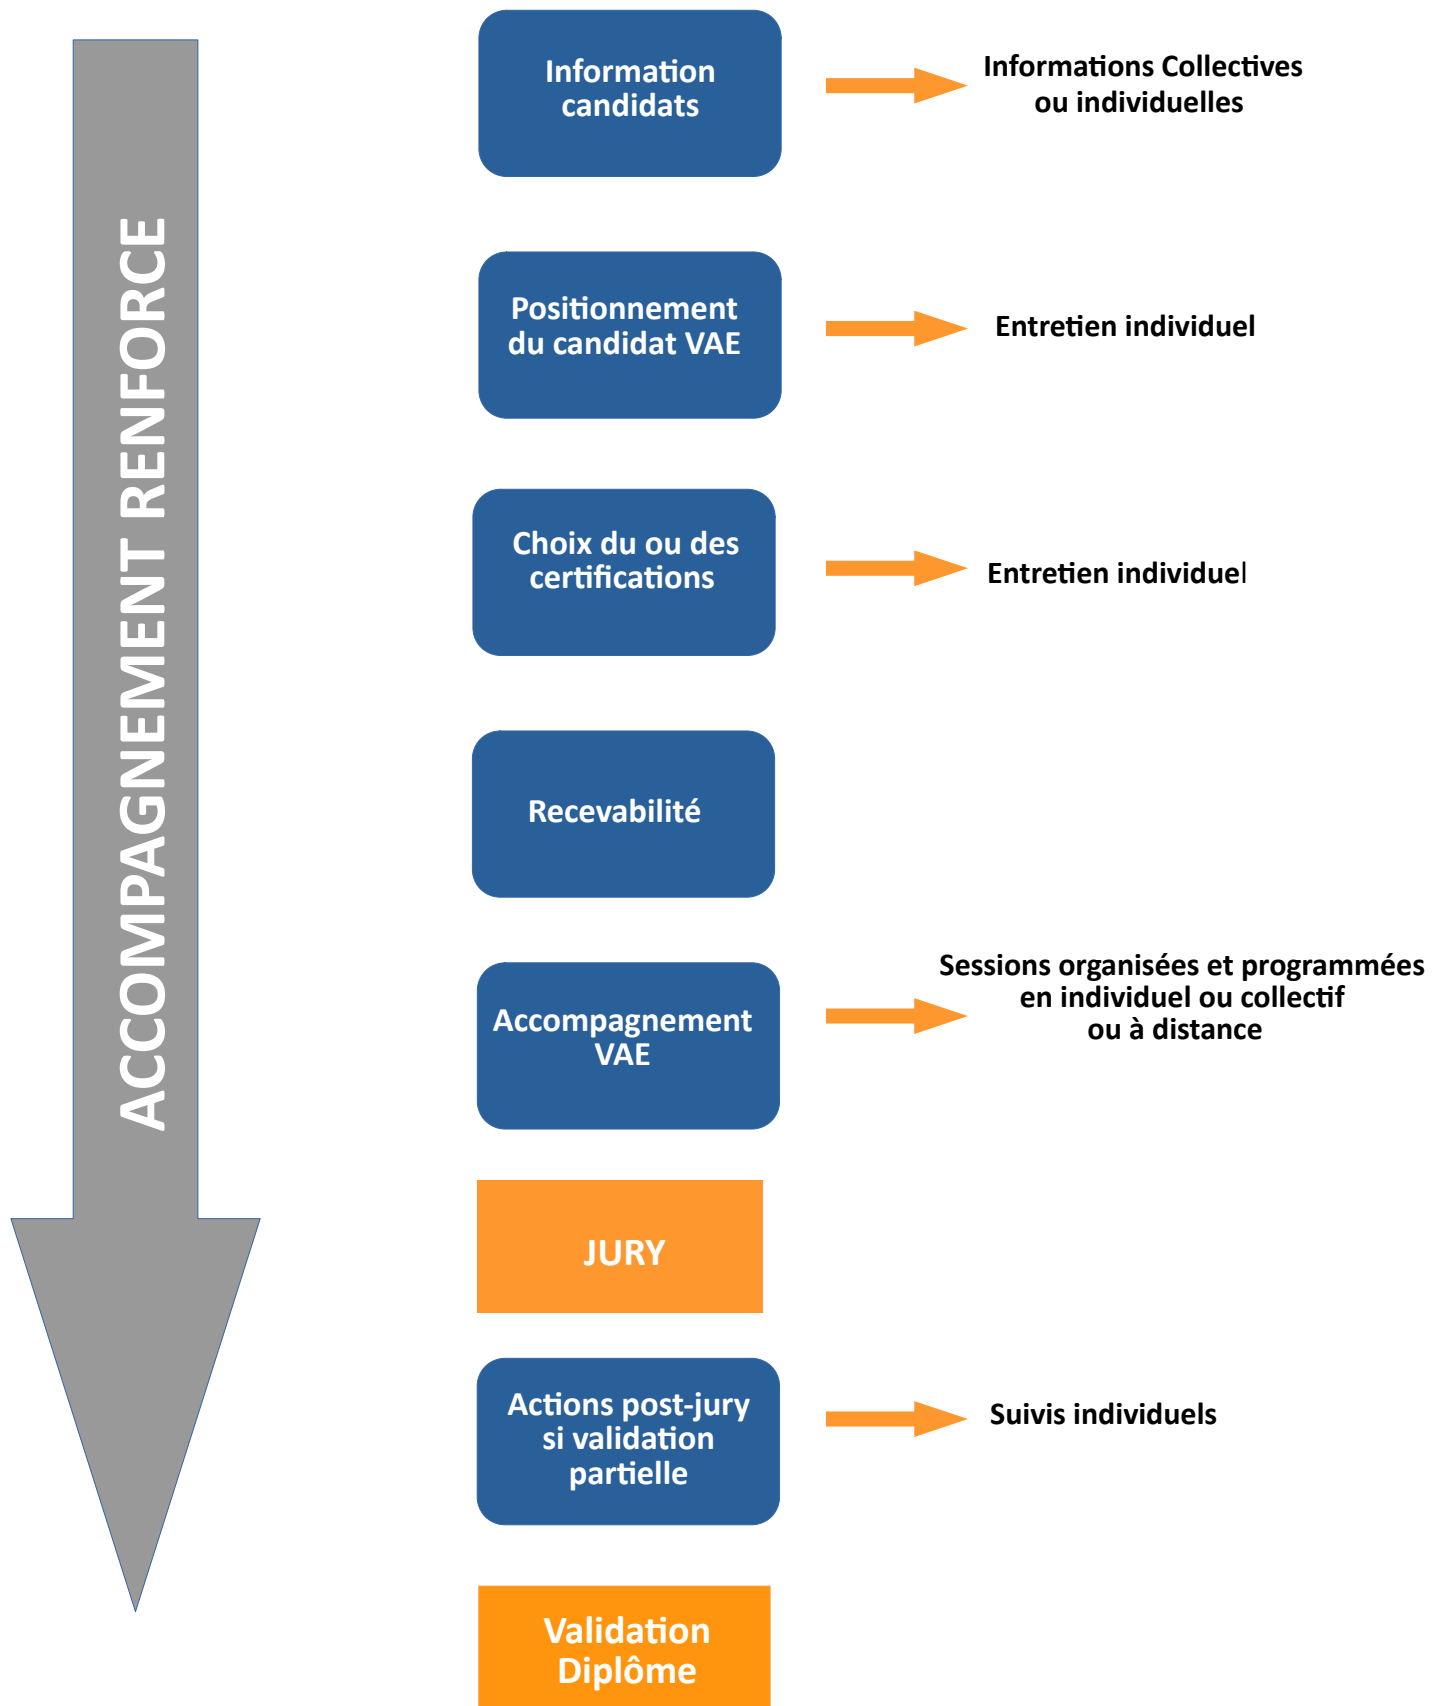 ACCOMPAGNEMENT RENFORCE
Information
candidats
Informations Collectives
ou individuelles
Positionnement
du candidat VAE
Entretien individuel
Choix du ou des
certifications
Entretien individuel
Recevabilité
Accompagnement
VAE
Sessions organisées et programmées
en individuel ou collectif
ou à distance
JURY
Actions post-jury
si validation
partielle
Suivis individuels
Validation
Diplôme